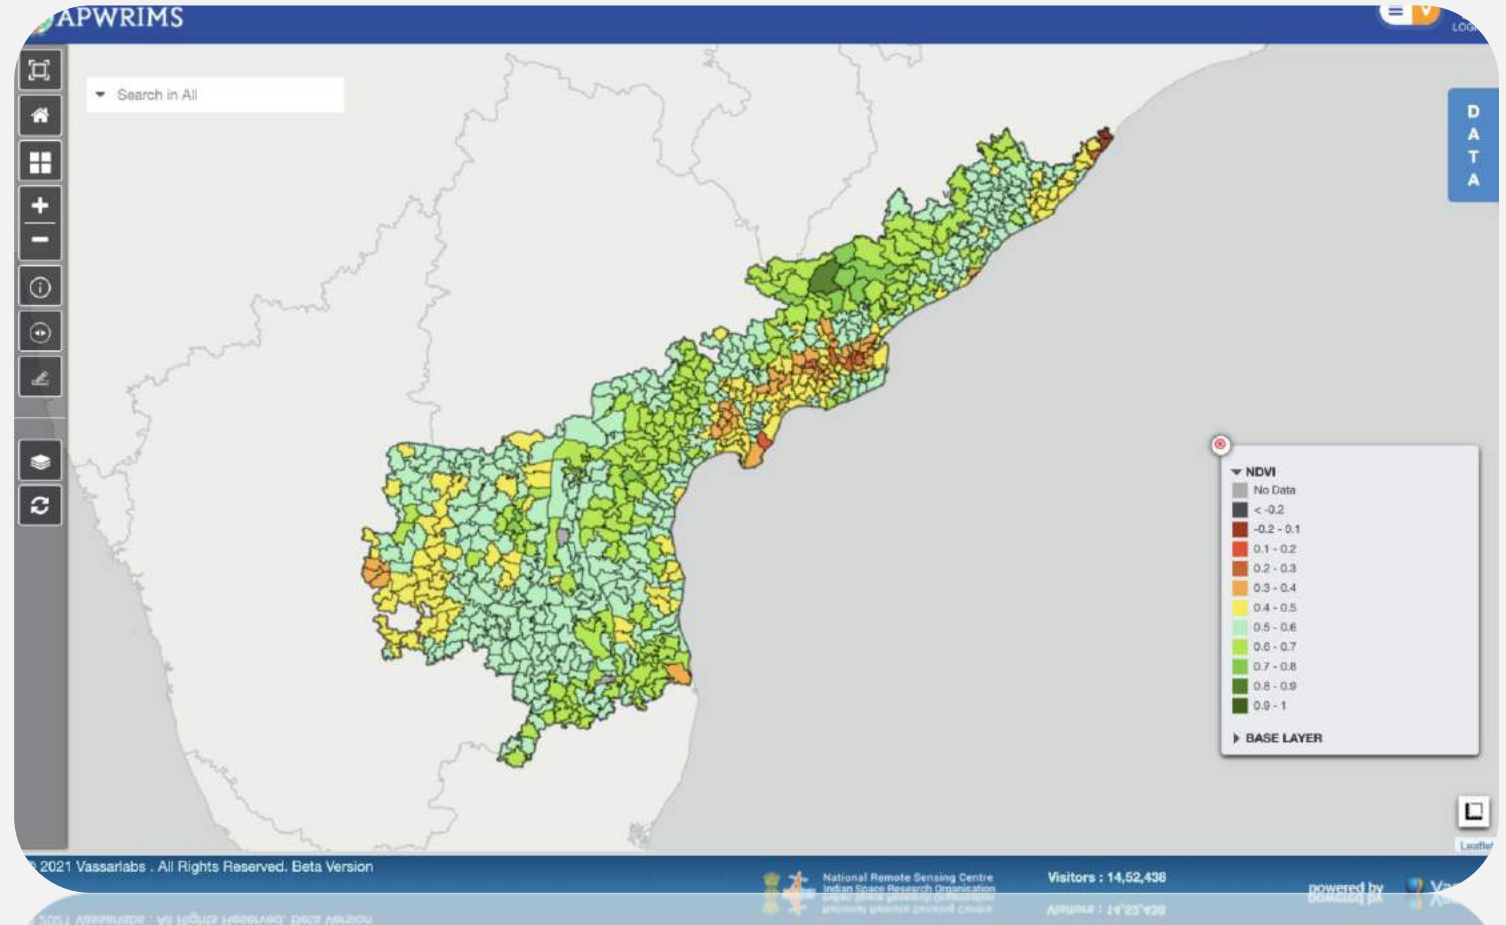 APWRIMS
Search in All
D
A
T
A
NDVI
No Data
< -0.2
-0.2 - 0.1
0.1 - 0.2
0.2 - 0.3
0.3 - 0.4
0.4 - 0.5
0.5 - 0.6
0.6 - 0.7
0.7 - 0.8
0.8 - 0.9
0.9 - 1
BASE LAYER
Leaflet
2021 Vassarlabs . All Rights Reserved. Beta Version
National Remote Sensing Centre
Indian Space Research Organisation
Visitors : 14,52,436
powered by